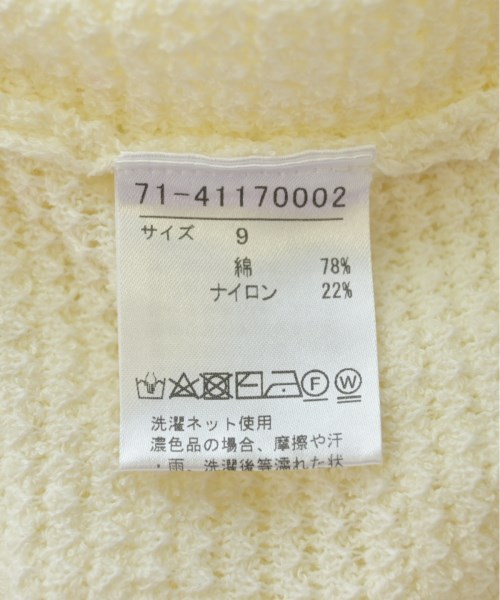 71-41170002
サイズ 9
綿 78%
ナイロン 22%
F W
洗濯ネット使用
濃色品の場合、摩擦や汗
・雨、洗濯後等濡れた状